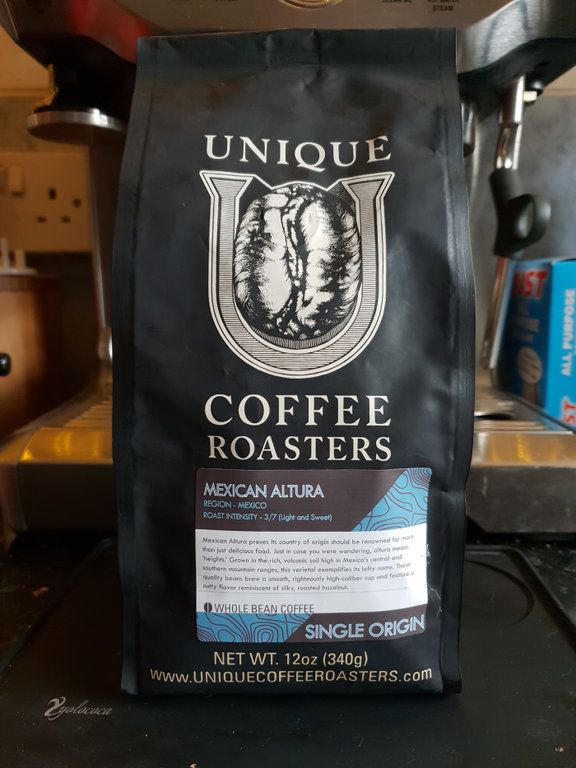 STEAM
UNIQUE
COFFEE
ROASTERS
MEXICAN ALTURA
REGION - MEXICO
ROAST INTENSITY - 3/7 (Light and Sweet)
Mexican Altura proves its country of origin should be renowned for more
than just delicious food. Just in case you were wondering, altura means
'heights.' Grown in the rich, volcanic soil high in Mexico's central and
southern mountain ranges, this varietal exemplifies its lofty name. These
quality beans brew a smooth, righteously high-caliber cup and feature a
nutty flavor reminiscent of silky, roasted hazelnut.
WHOLE BEAN COFFEE
SINGLE ORIGIN
NET WT. 12oz (340g)
www.UNIQUECOFFEEROASTERS.com
ALL PURPOSE
yolococa